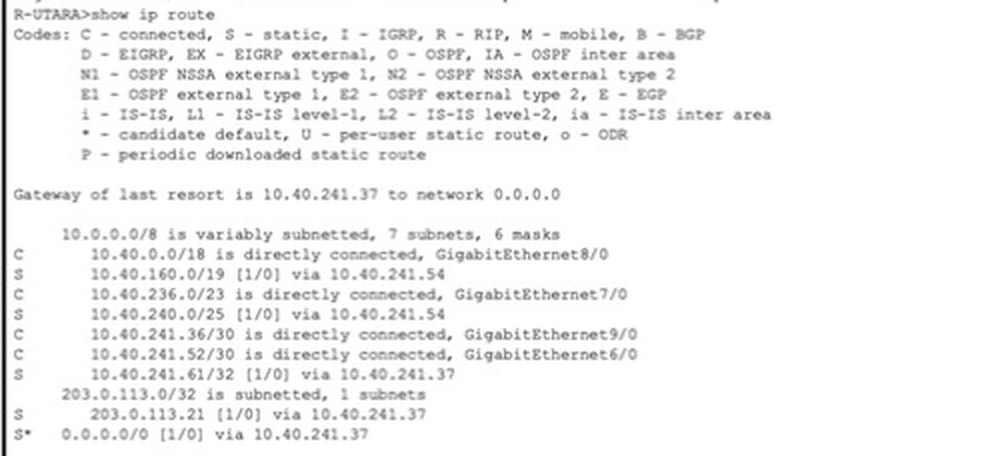 R-UTARA>show ip route
Codes: C - connected, S - static, I - IGRP, R - RIP, M - mobile, B - BGP
D - EIGRP, EX - EIGRP external, O - OSPF, IA - OSPF inter area
N1 - OSPF NSSA external type 1, N2 - OSPF NSSA external type 2
E1 - OSPF external type 1, E2 - OSPF external type 2, E - EGP
i - IS-IS, L1 - IS-IS level-1, L2 - IS-IS level-2, ia - IS-IS inter area
* - candidate default, U - per-user static route, o - ODR
P - periodic downloaded static route
Gateway of last resort is 10.40.241.37 to network 0.0.0.0
10.0.0.0/8 is variably subnetted, 7 subnets, 6 masks
C 10.40.0.0/18 is directly connected, GigabitEthernet8/0
S 10.40.160.0/19 [1/0] via 10.40.241.54
C 10.40.236.0/23 is directly connected, GigabitEthernet7/0
S 10.40.240.0/25 [1/0] via 10.40.241.54
C 10.40.241.36/30 is directly connected, GigabitEthernet9/0
C 10.40.241.52/30 is directly connected, GigabitEthernet6/0
S 10.40.241.61/32 [1/0] via 10.40.241.37
203.0.113.0/32 is subnetted, 1 subnets
S 203.0.113.21 [1/0] via 10.40.241.37
S* 0.0.0.0/0 [1/0] via 10.40.241.37